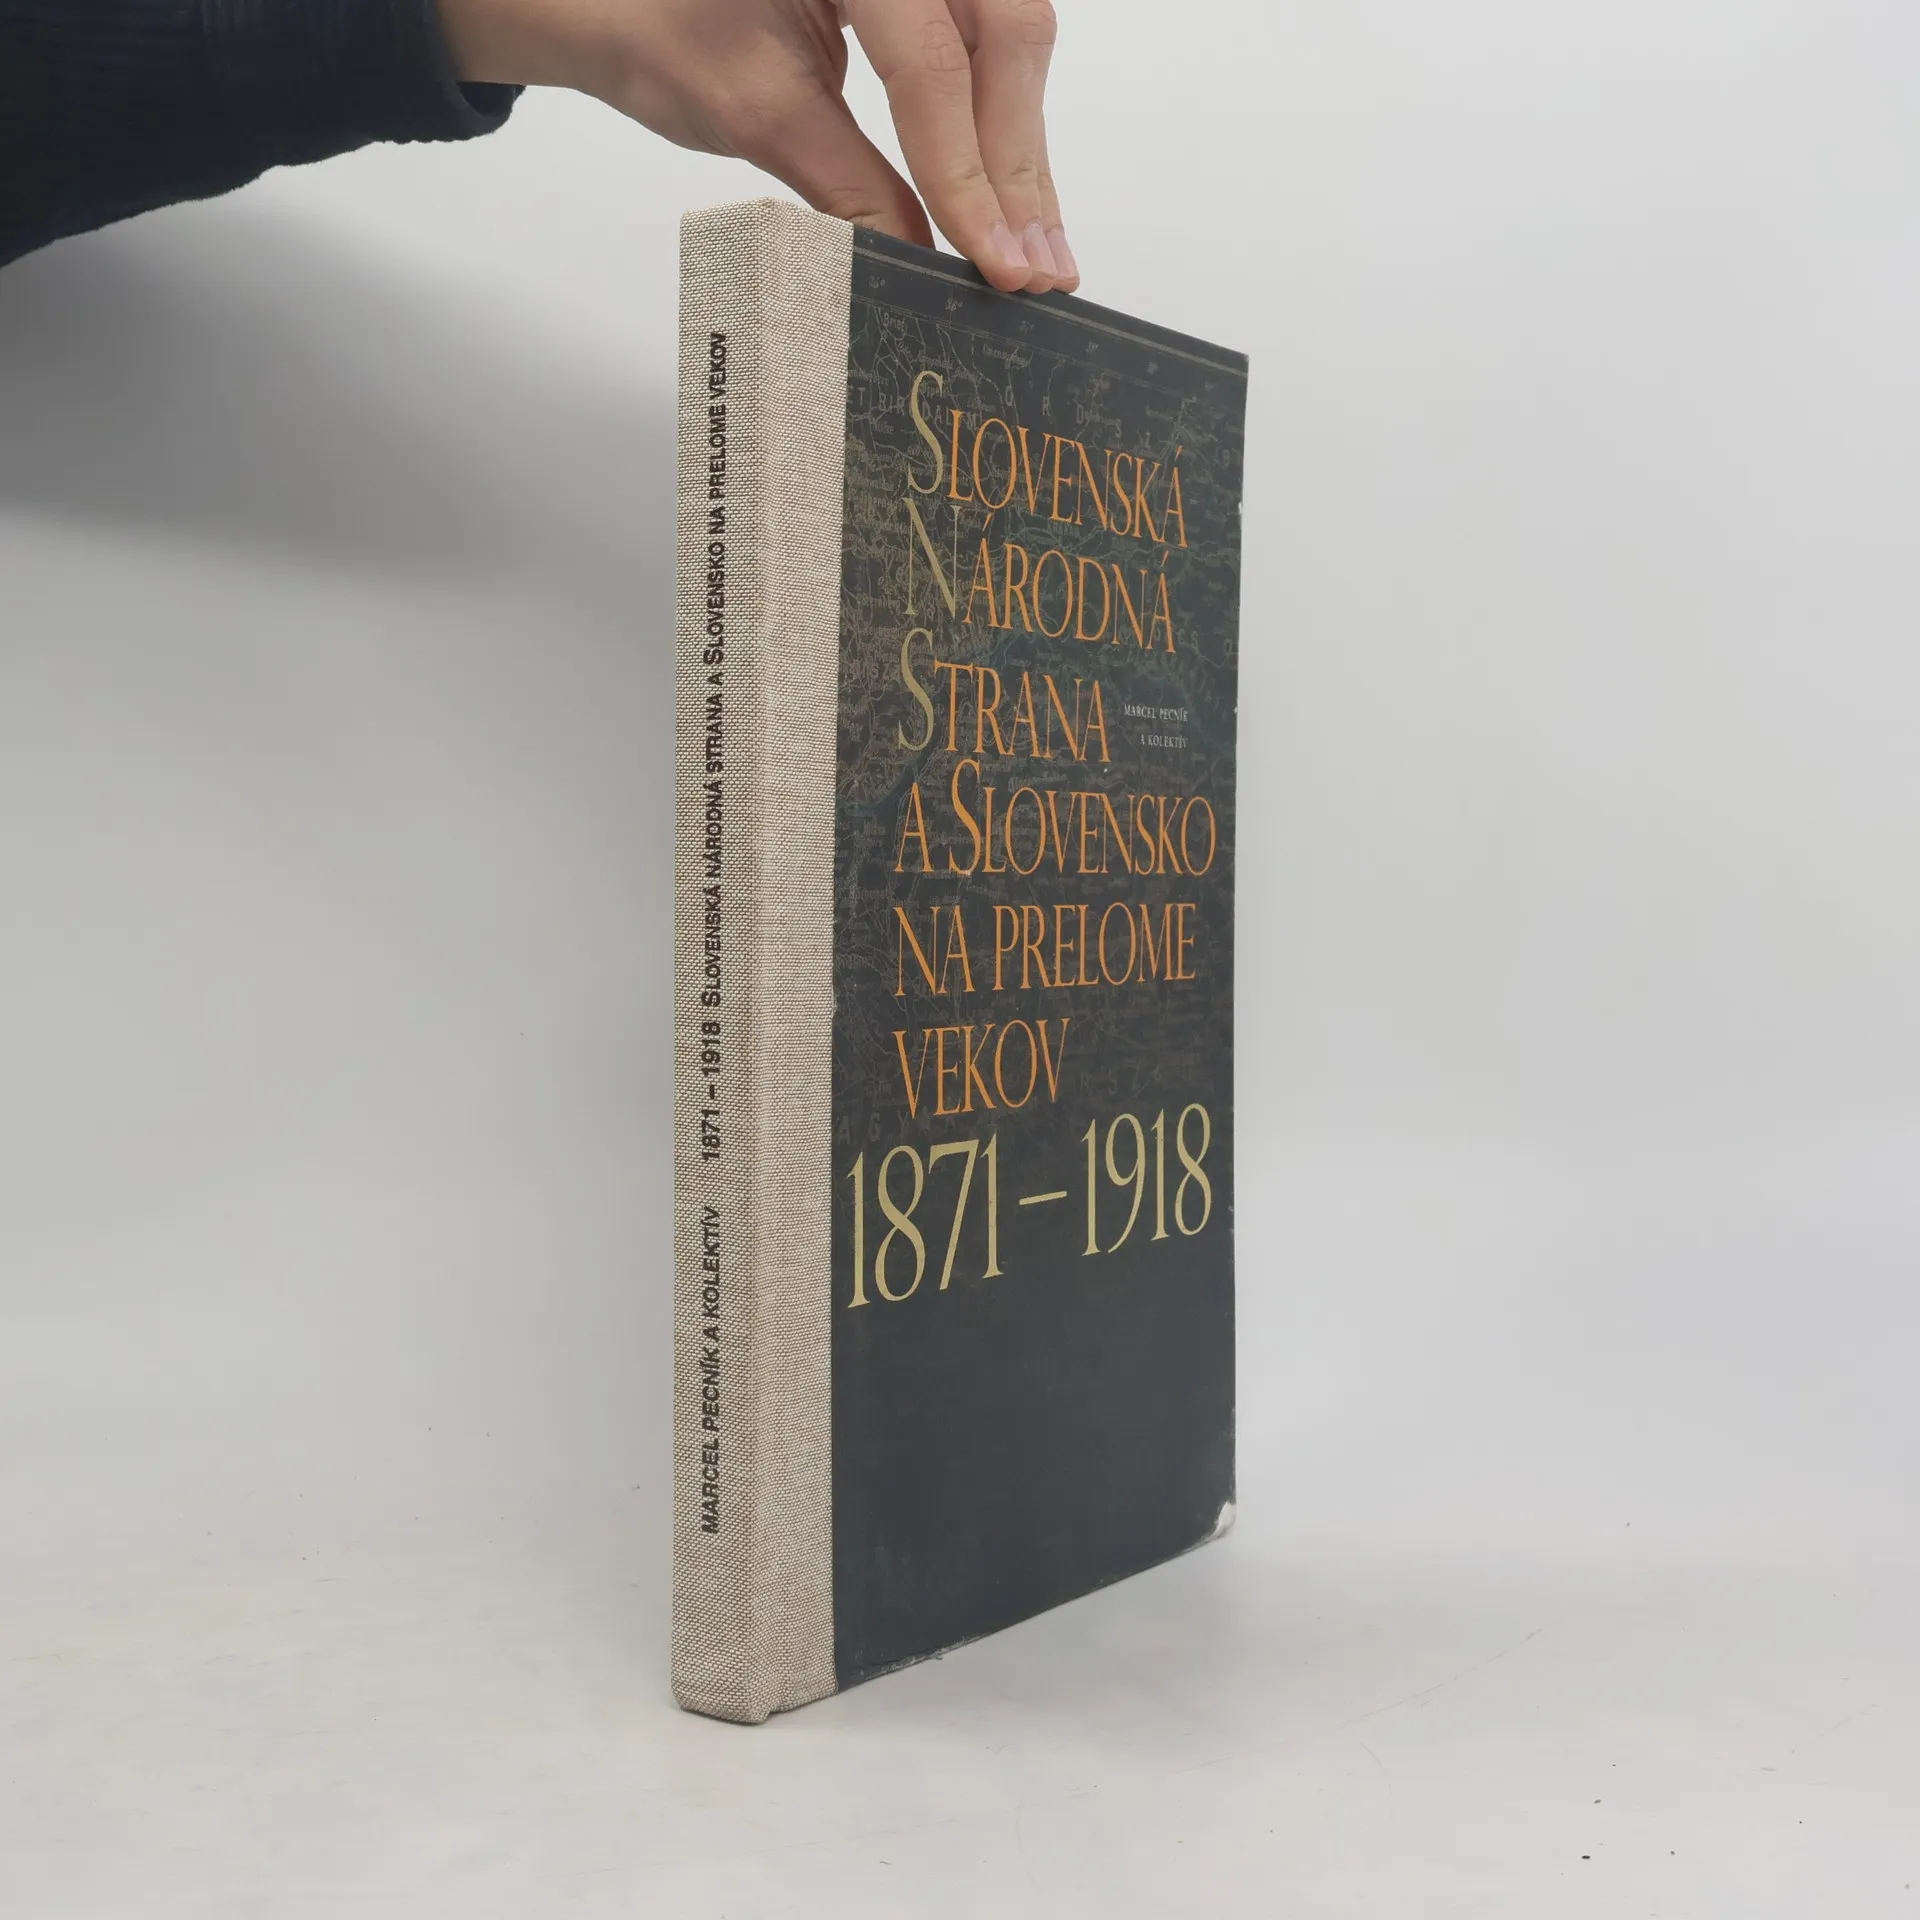 MARCEL PECNÍK A KOLEKTÍV 1871 – 1918 SLOVENSKÁ NÁRODNÁ STRANA A SLOVENSKO NA PRELOME VEKOV
SLOVENSKÁ
NÁRODNÁ
STRANA
MARCEL PECNÍK
A KOLEKTÍV
A SLOVENSKO
NA PRELOME
VEKOV
1871 – 1918